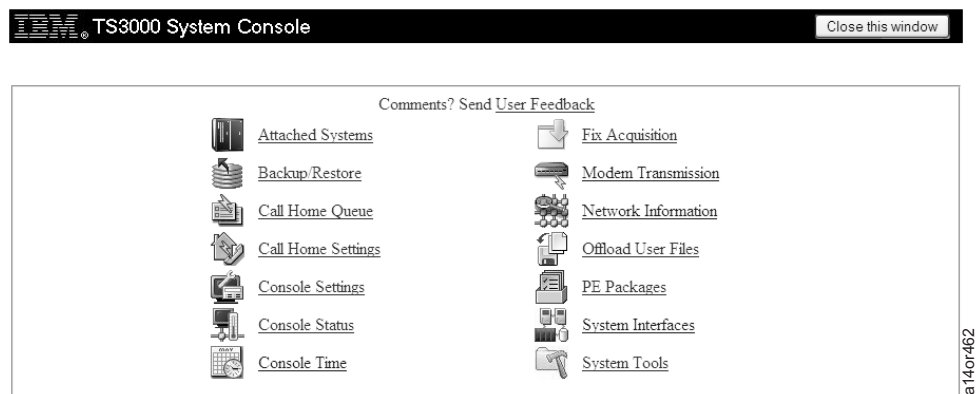 IBM® TS3000 System Console
Close this window
Comments? Send User Feedback
Attached Systems
Fix Acquisition
Backup/Restore
Modem Transmission
Call Home Queue
Network Information
Call Home Settings
Offload User Files
Console Settings
PE Packages
Console Status
System Interfaces
MAY
Console Time
System Tools
a14or462